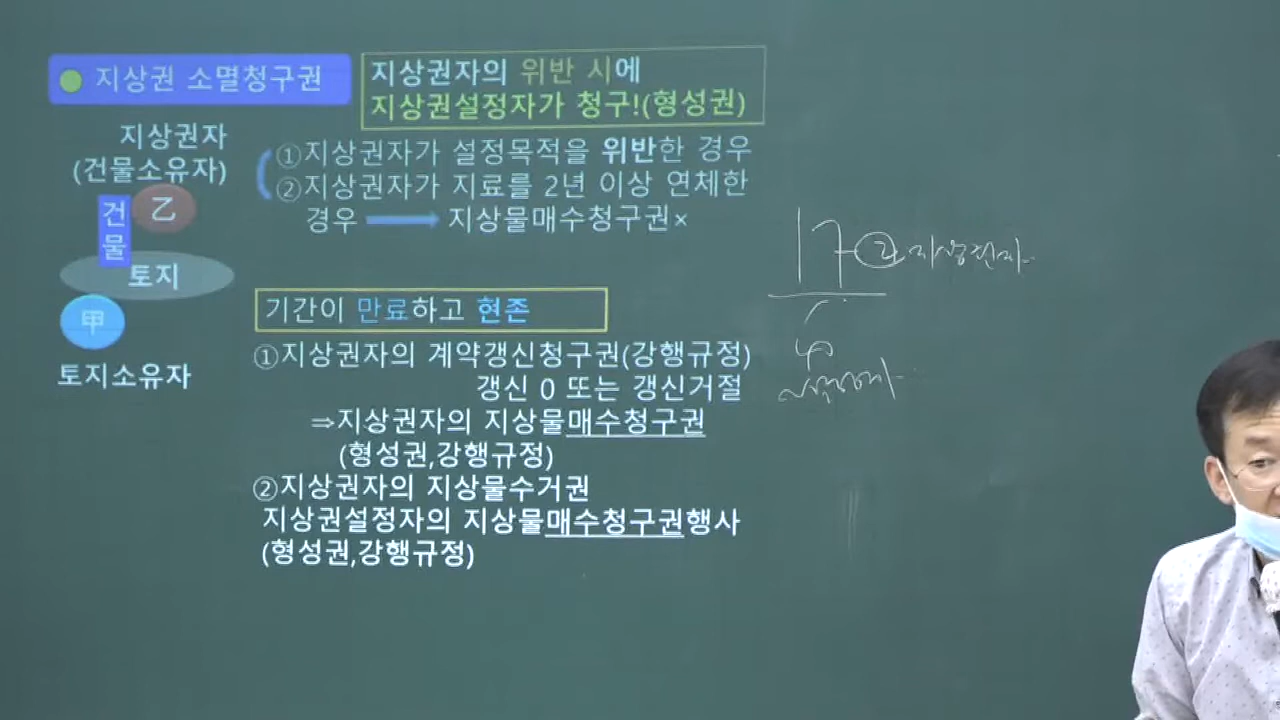 지상권 소멸청구권
지상권자의 위반 시에
지상권설정자가 청구!(형성권)
지상권자
(건물소유자)
①지상권자가 설정목적을 위반한 경우
②지상권자가 지료를 2년 이상 연체한
경우 지상물매수청구권×
乙
건
물
토지
甲
토지소유자
기간이 만료하고 현존
①지상권자의 계약갱신청구권(강행규정)
갱신 0 또는 갱신거절
⇒지상권자의 지상물매수청구권
(형성권,강행규정)
②지상권자의 지상물수거권
지상권설정자의 지상물매수청구권행사
(형성권,강행규정)
17 2 지상권자